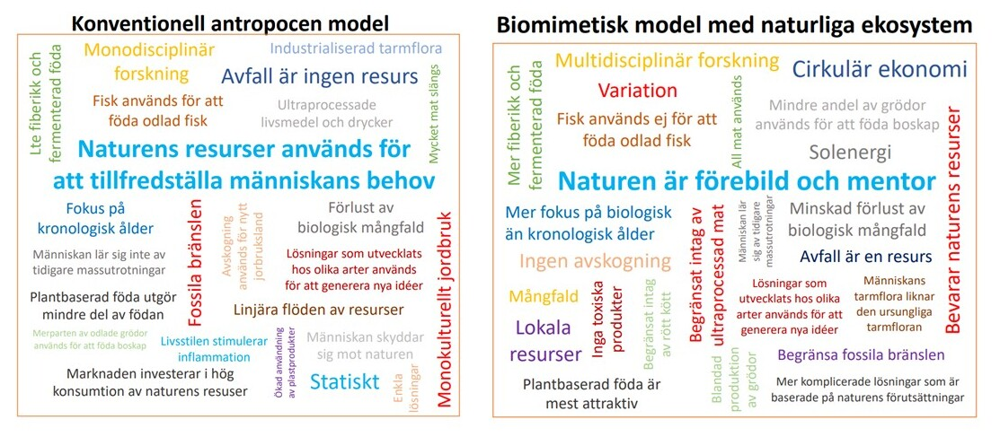 Konventionell antropocen model
Monodisciplinär
forskning
Industrialiserad tarmflora
Lte fiberikk och
fermenterad föda
Avfall är ingen resurs
Fisk används för att
föda odlad fisk
Ultraprocessade
livsmedel och drycker
Mycket mat slängs
Naturens resurser används för
att tillfredställa människans behov
Fokus på
kronologisk ålder
Fossila bränslen
Avskogning
används för nytt
jorbruksland
Förlust av
biologisk mångfald
Monokulturellt jordbruk
Människan lär sig inte av
tidigare massutrotningar
Lösningar som utvecklats
hos olika arter används
för att generera nya idéer
Plantbaserad föda utgör
mindre del av födan
Linjära flöden av resurser
Merparten av odlade grödor
används för att föda boskap
Livsstilen stimulerar
inflammation
Ökad användning
av plastprodukter
Människan skyddar
sig mot naturen
Marknaden investerar i hög
konsumtion av naturens resuser
Statiskt
Enkla
lösningar
Biomimetisk model med naturliga ekosystem
Mer fiberikk och
fermenterad föda
Multidisciplinär forskning
Cirkulär ekonomi
Variation
All mat används
Mindre andel av grödor
används för att föda boskap
Fisk används ej för att
föda odlad fisk
Solenergi
Bevarar naturens resurser
Naturen är förebild och mentor
Mer fokus på biologisk
än kronologisk ålder
Begränsat intag av
ultraprocessad mat
Människan lär
sig av tidigare
massutrotningar
Minskad förlust av
biologisk mångfald
Ingen avskogning
Avfall är en resurs
Mångfald
Inga toxiska
produkter
Begränsat intag
av rött kött
Lösningar som
utvecklats hos olika
arter används för att
generera nya idéer
Människans
tarmflora liknar
den ursungliga
tarmfloran
Lokala
resurser
Begränsa fossila bränslen
Plantbaserad föda är
mest attraktiv
Blandad
produktion
av grödor
Mer komplicerade lösningar som är
baserade på naturens förutsättningar